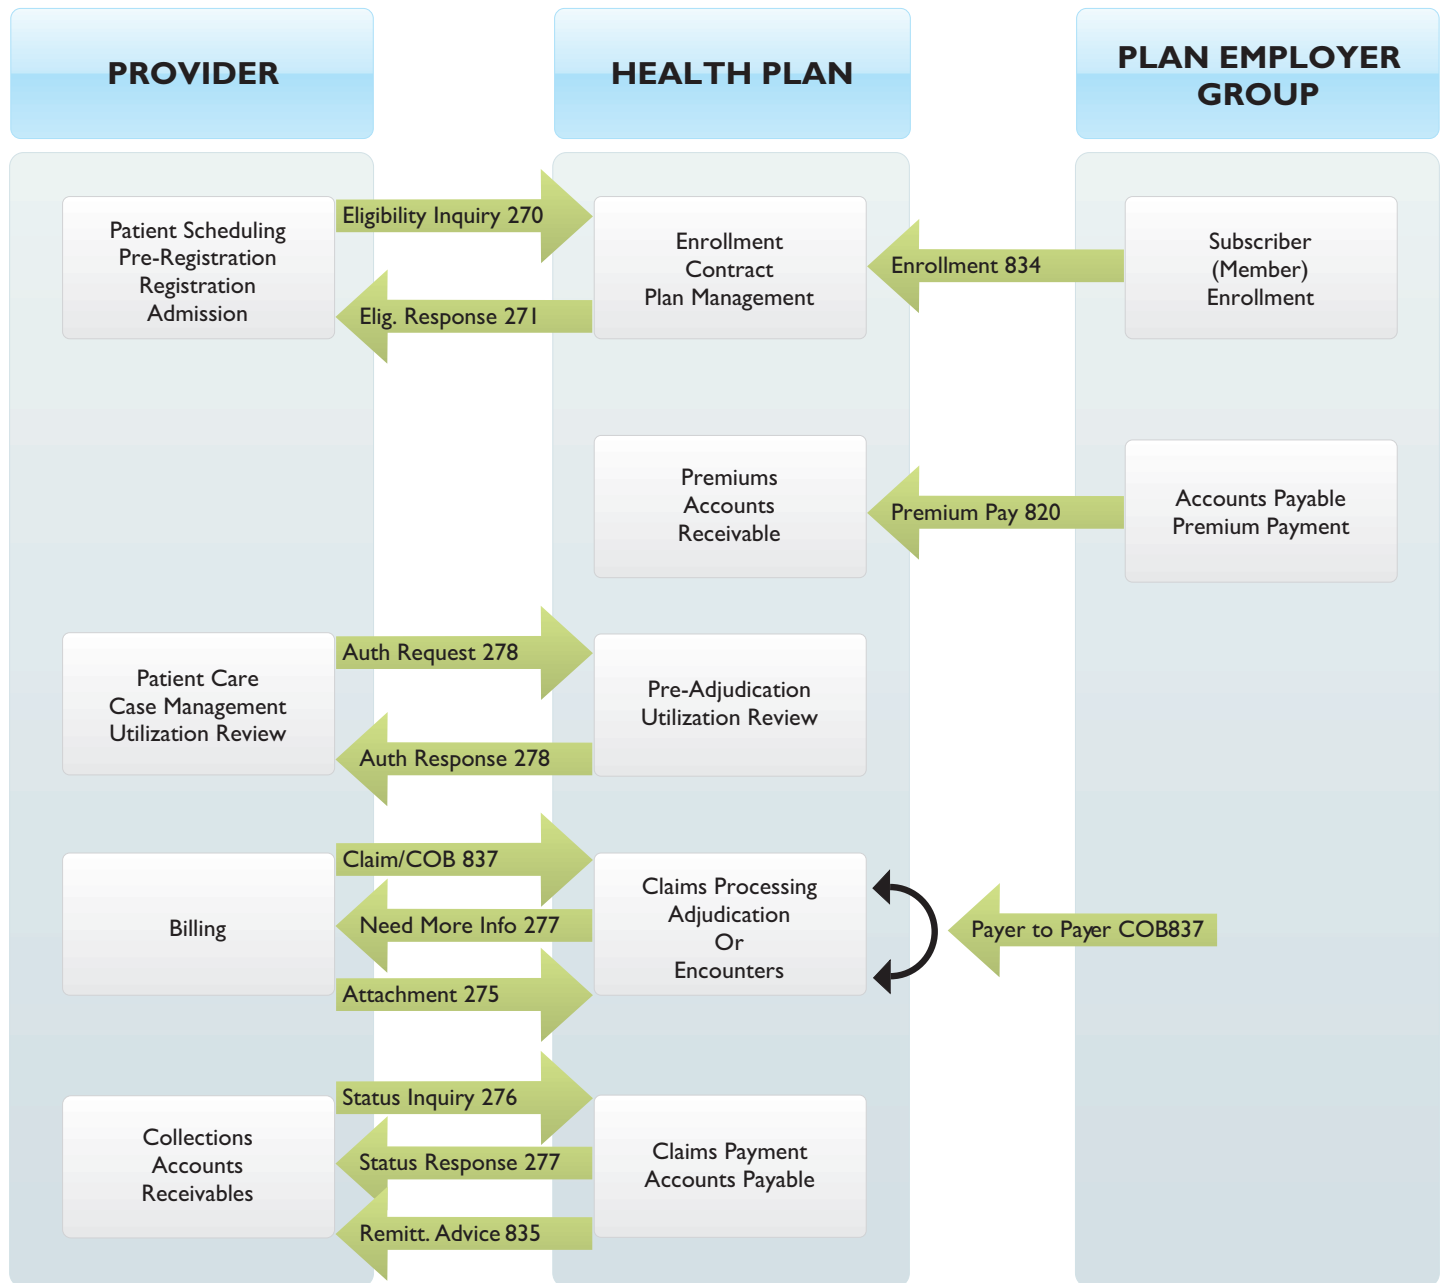 PROVIDER
HEALTH PLAN
PLAN EMPLOYER
GROUP
Patient Scheduling
Pre-Registration
Registration
Admission
Eligibility Inquiry 270
Elig. Response 271
Enrollment
Contract
Plan Management
Enrollment 834
Subscriber
(Member)
Enrollment
Premiums
Accounts
Receivable
Premium Pay 820
Accounts Payable
Premium Payment
Patient Care
Case Management
Utilization Review
Auth Request 278
Auth Response 278
Pre-Adjudication
Utilization Review
Billing
Claim/COB 837
Need More Info 277
Attachment 275
Claims Processing
Adjudication
Or
Encounters
Payer to Payer COB837
Collections
Accounts
Receivables
Status Inquiry 276
Status Response 277
Remitt. Advice 835
Claims Payment
Accounts Payable